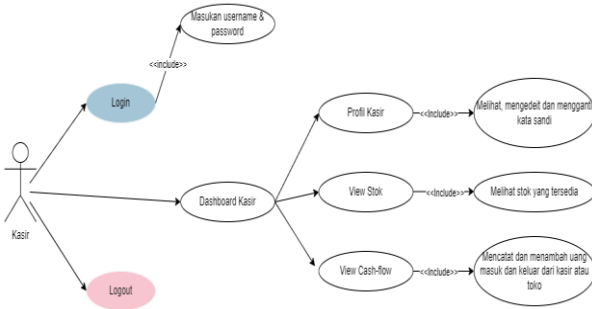 Masukan username &
password
<<include>>
Login
Profil Kasir
<<Include>>
Melihat, mengedeit dan mengganti
kata sandi
Kasir
Dashboard Kasir
View Stok
<<Include>>
Melihat stok yang tersedia
Logout
View Cash-flow
<<Include>>
Mencatat dan menambah uang
masuk dan keluar dari kasir atau
toko